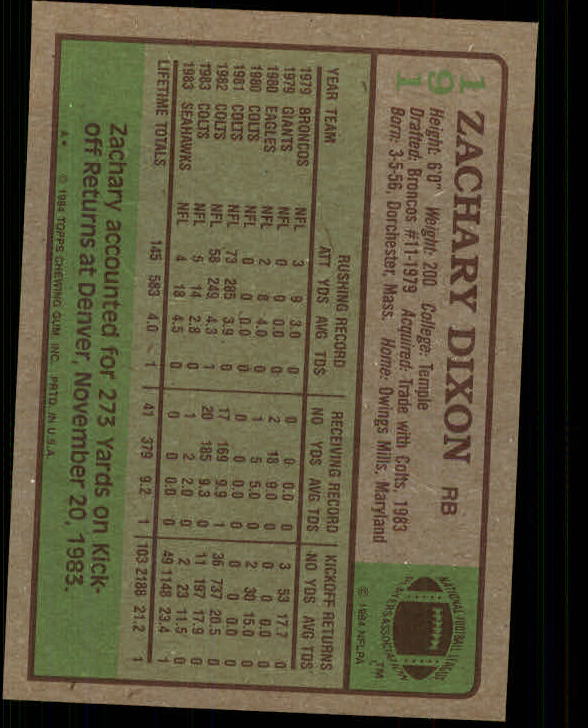 191
ZACHARY DIXON RB
Height: 6'0" Weight: 200 College: Temple
Drafted: Broncos #11-1979 Acquired: Trade with Colts, 1983
Born: 3-5-56, Dorchester, Mass. Home: Owings Mills, Maryland
NATIONAL FOOTBALL LEAGUE
PLAYERS ASSOCIATION
TM
© 1984 NFLPA
RUSHING RECORD RECEIVING RECORD KICKOFF RETURNS
YEAR TEAM ATT YDS AVG TDS NO YDS AVG TDS NO YDS AVG TDS
1979 BRONCOS NFL 3 9 3.0 0 0 0 0.0 0 3 53 17.7 0
1979 GIANTS NFL 0 0 0.0 0 2 18 9.0 0 0 0 0.0 0
1980 EAGLES NFL 2 8 4.0 0 1 5 5.0 0 2 30 15.0 0
1980 COLTS NFL 0 0 0.0 0 0 0 0.0 0 0 0 0.0 0
1981 COLTS NFL 73 285 3.9 0 17 169 9.9 1 36 737 20.5 0
1982 COLTS NFL 58 249 4.3 1 20 185 9.3 0 11 197 17.9 0
1983 COLTS NFL 5 14 2.8 0 1 2 2.0 0 2 23 11.5 0
1983 SEAHAWKS NFL 4 18 4.5 0 0 0 0.0 0 49 1148 23.4 1
LIFETIME TOTALS 145 583 4.0 1 41 379 9.2 1 103 2188 21.2 1
Zachary accounted for 273 Yards on Kick-
off Returns at Denver, November 20, 1983.
A* © 1984 TOPPS CHEWING GUM, INC. PRTD. IN U.S.A.